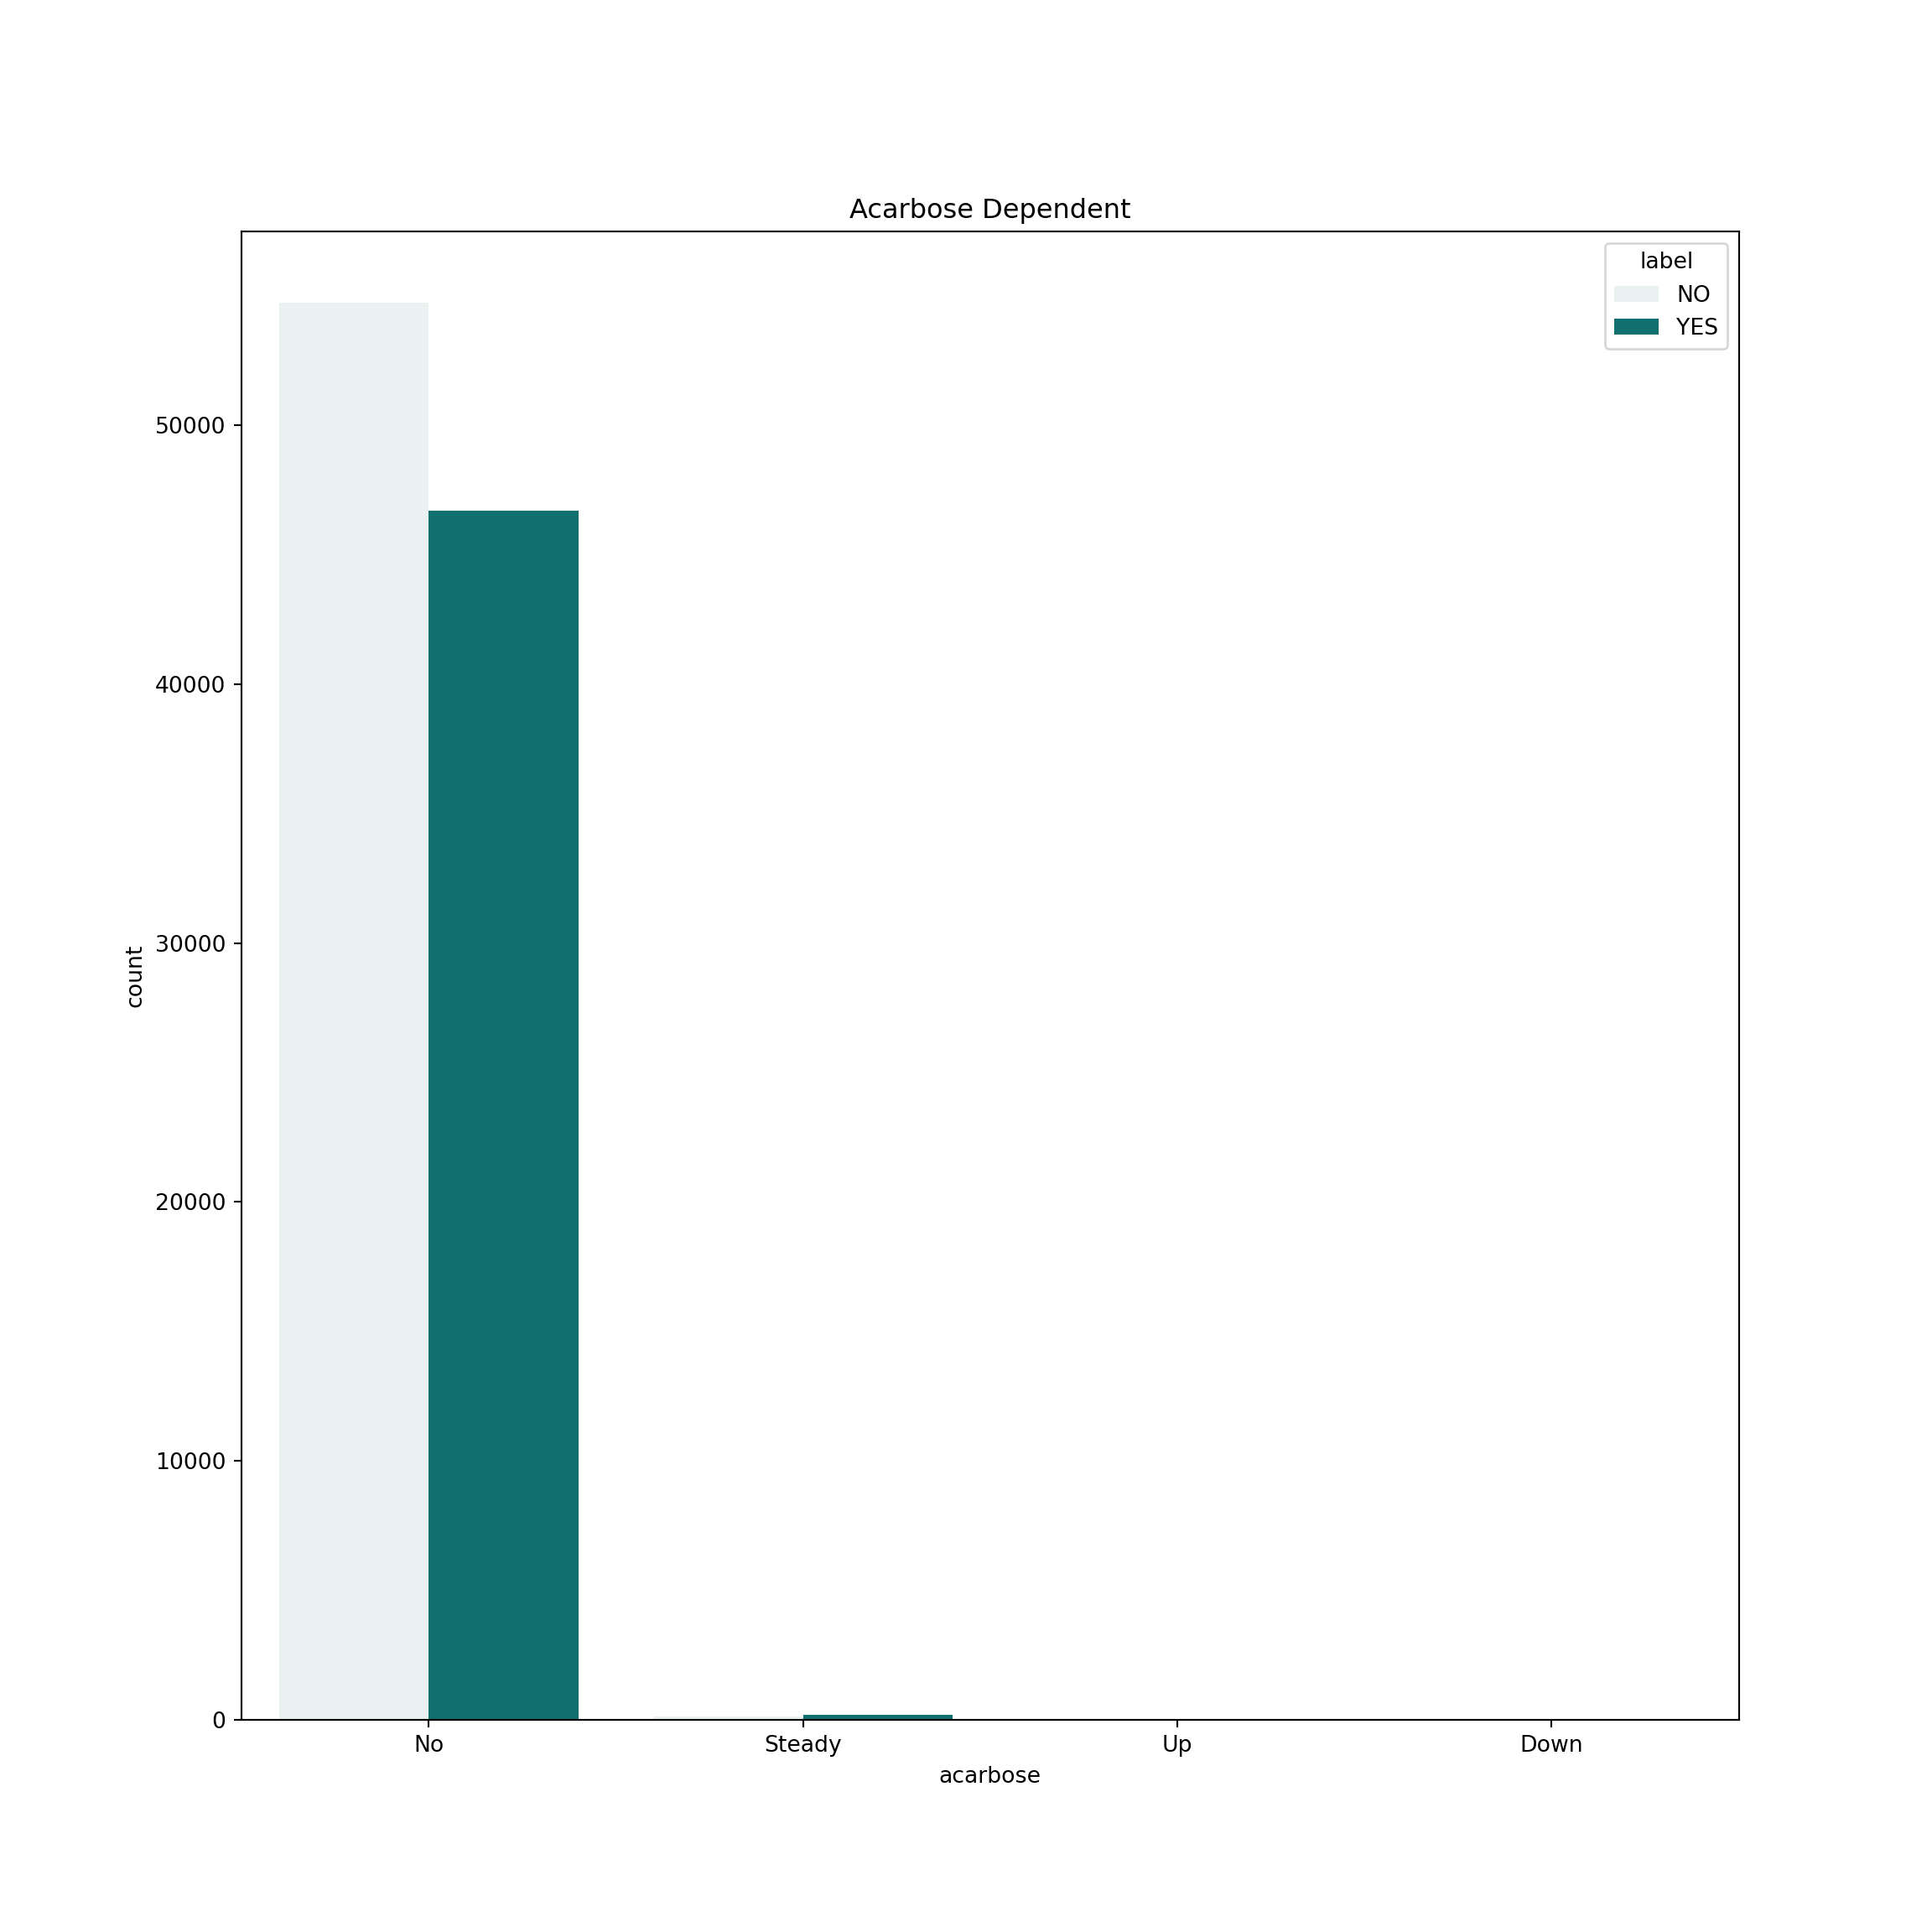 Acarbose Dependent
label
NO
YES
50000
40000
30000
20000
10000
0
count
No
Steady
Up
Down
acarbose